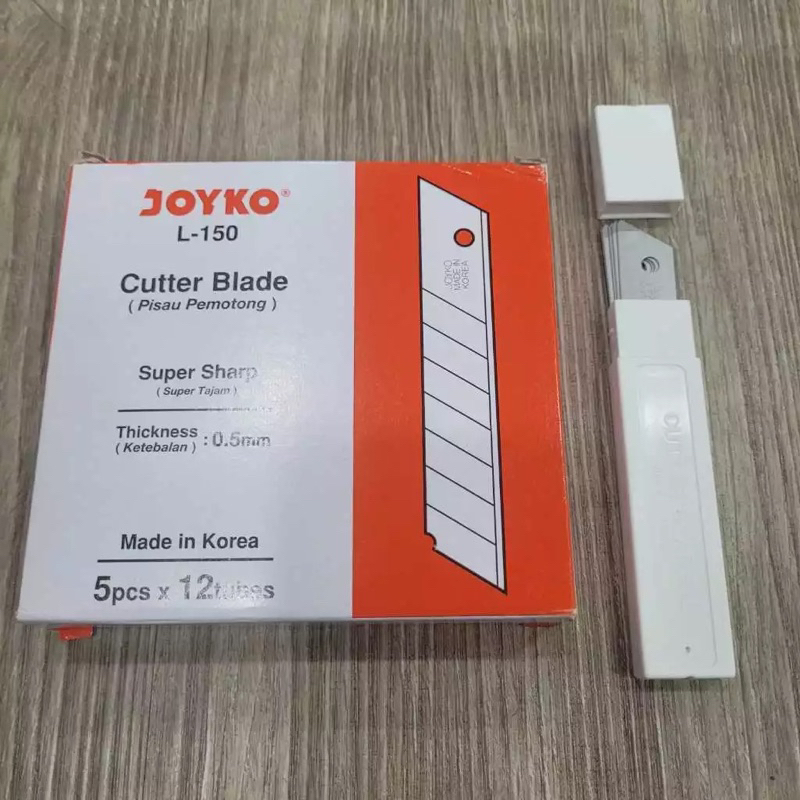 JOYKO®
L-150
Cutter Blade
( Pisau Pemotong )
Super Sharp
( Super Tajam )
Thickness : 0.5mm
( Ketebalan )
Made in Korea
5pcs x 12tubes
JOYKO
MADE IN
KOREA